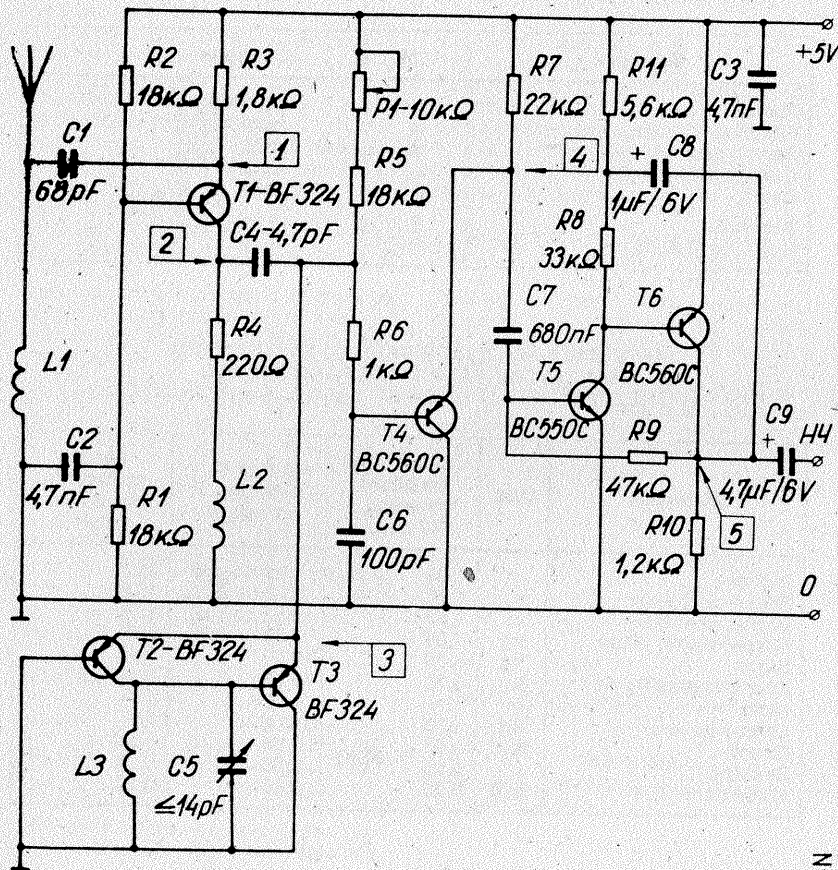 +5V
R2
18kΩ
R3
1,8kΩ
P1-10kΩ
R7
22kΩ
R11
5,6kΩ
C3
4,7nF
C1
68pF
1
T1-BF324
R5
18kΩ
4
+
C8
1µF/6V
2
C4-4,7pF
R8
33kΩ
R4
220Ω
R6
1kΩ
C7
680nF
T6
BC560C
L1
T5
BC550C
T4
BC560C
C2
4,7nF
R9
47kΩ
C9
+
4,7µF/6V
НЧ
R1
18kΩ
L2
C6
100pF
R10
1,2kΩ
5
0
T2-BF324
3
T3
BF324
L3
C5
≤14pF
N